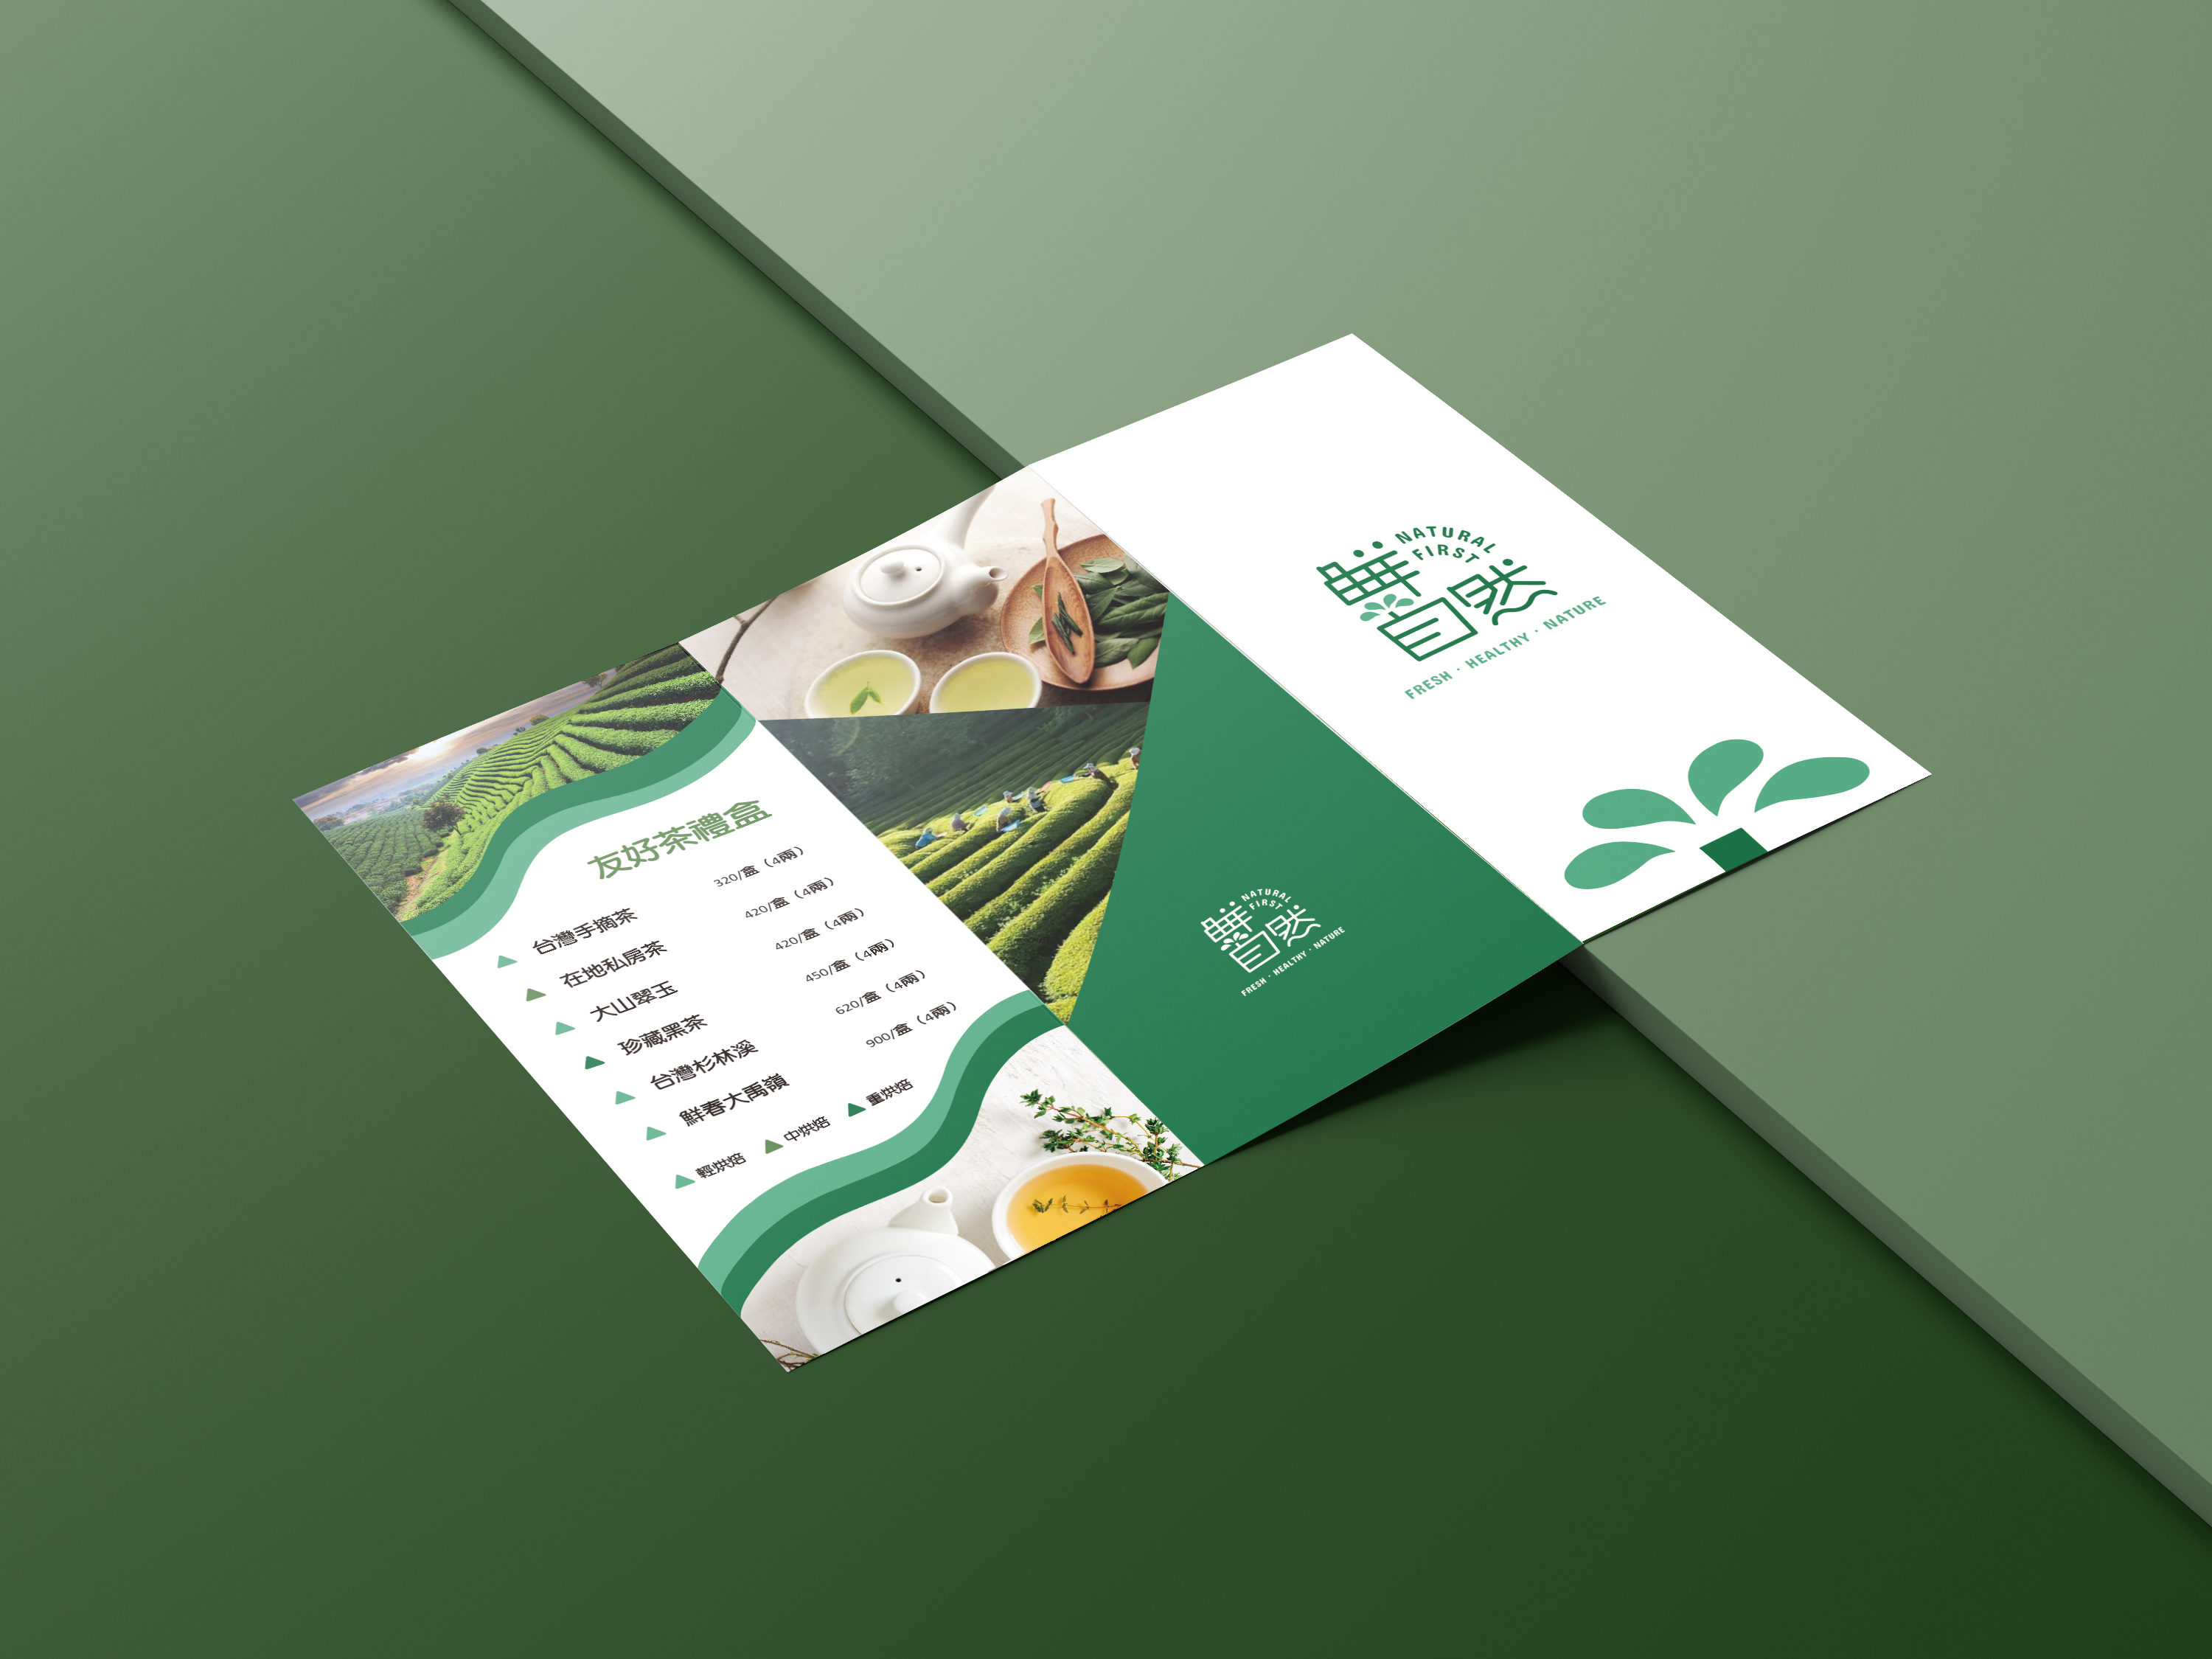 友好茶禮盒
台灣手摘茶 320/盒（4兩）
在地私房茶 420/盒（4兩）
大山翠玉 420/盒（4兩）
珍藏黑茶 450/盒（4兩）
台灣杉林溪 620/盒（4兩）
鮮春大禹嶺 900/盒（4兩）
輕烘焙 中烘焙 重烘焙
NATURAL
FIRST
鮮自然
FRESH · HEALTHY · NATURE
NATURAL
FIRST
鮮自然
FRESH · HEALTHY · NATURE